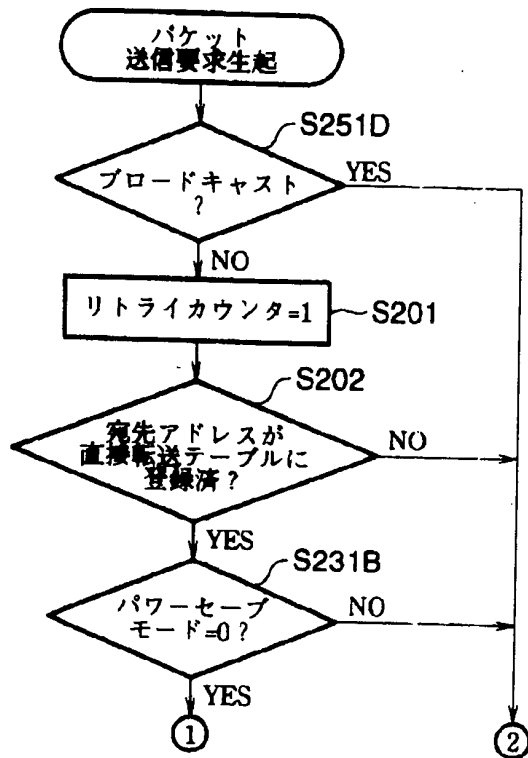 パケット
送信要求生起
S251D
ブロードキャスト
?
YES
NO
リトライカウンタ=1
S201
S202
宛先アドレスが
直接転送テーブルに
登録済?
NO
YES
S231B
パワーセーブ
モード=0?
NO
YES
①
②